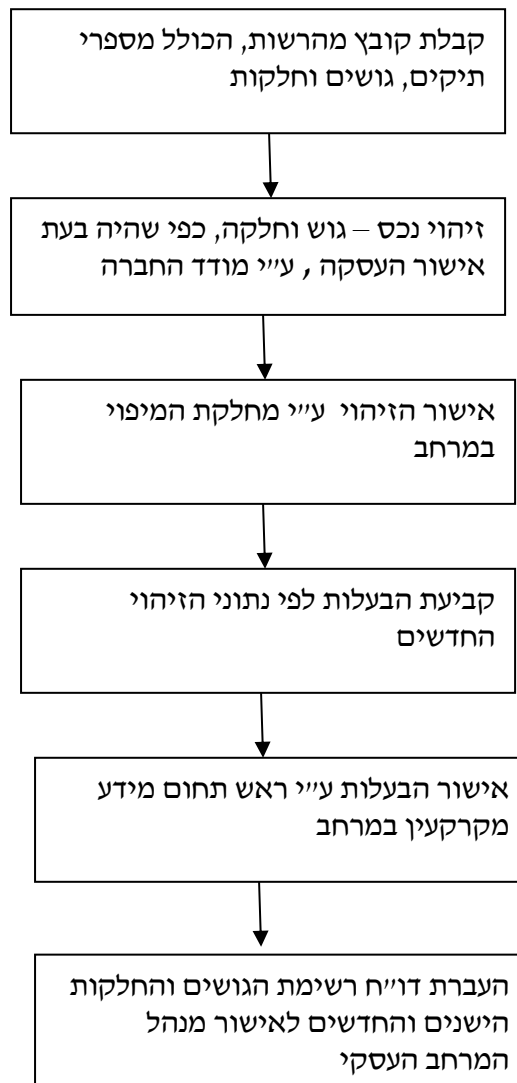 קבלת קובץ מהרשות, הכולל מספרי
תיקים, גושים וחלקות
זיהוי נכס – גוש וחלקה, כפי שהיה בעת
אישור העסקה , ע״י מודד החברה
אישור הזיהוי ע״י מחלקת המיפוי
במרחב
קביעת הבעלות לפי נתוני הזיהוי
החדשים
אישור הבעלות ע״י ראש תחום מידע
מקרקעין במרחב
העברת דו״ח רשימת הגושים והחלקות
הישנים והחדשים לאישור מנהל
המרחב העסקי